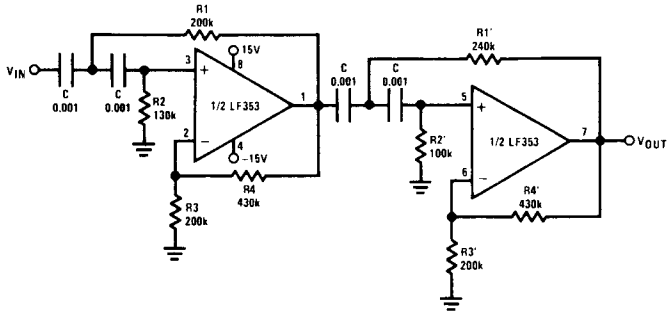 R1
200k
15V
8
3
+
V_IN
C
0.001
C
0.001
R2
130k
1/2 LF353
1
2
−
4
−15V
R4
430k
R3
200k
R1'
240k
C
0.001
C
0.001
5
+
R2'
100k
1/2 LF353
7
V_OUT
6
−
R4'
430k
R3'
200k